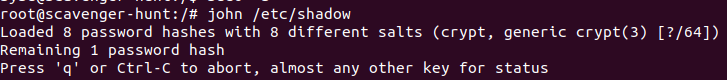 root@scavenger-hunt:/# john /etc/shadow
Loaded 8 password hashes with 8 different salts (crypt, generic crypt(3) [?/64])
Remaining 1 password hash
Press 'q' or Ctrl-C to abort, almost any other key for status